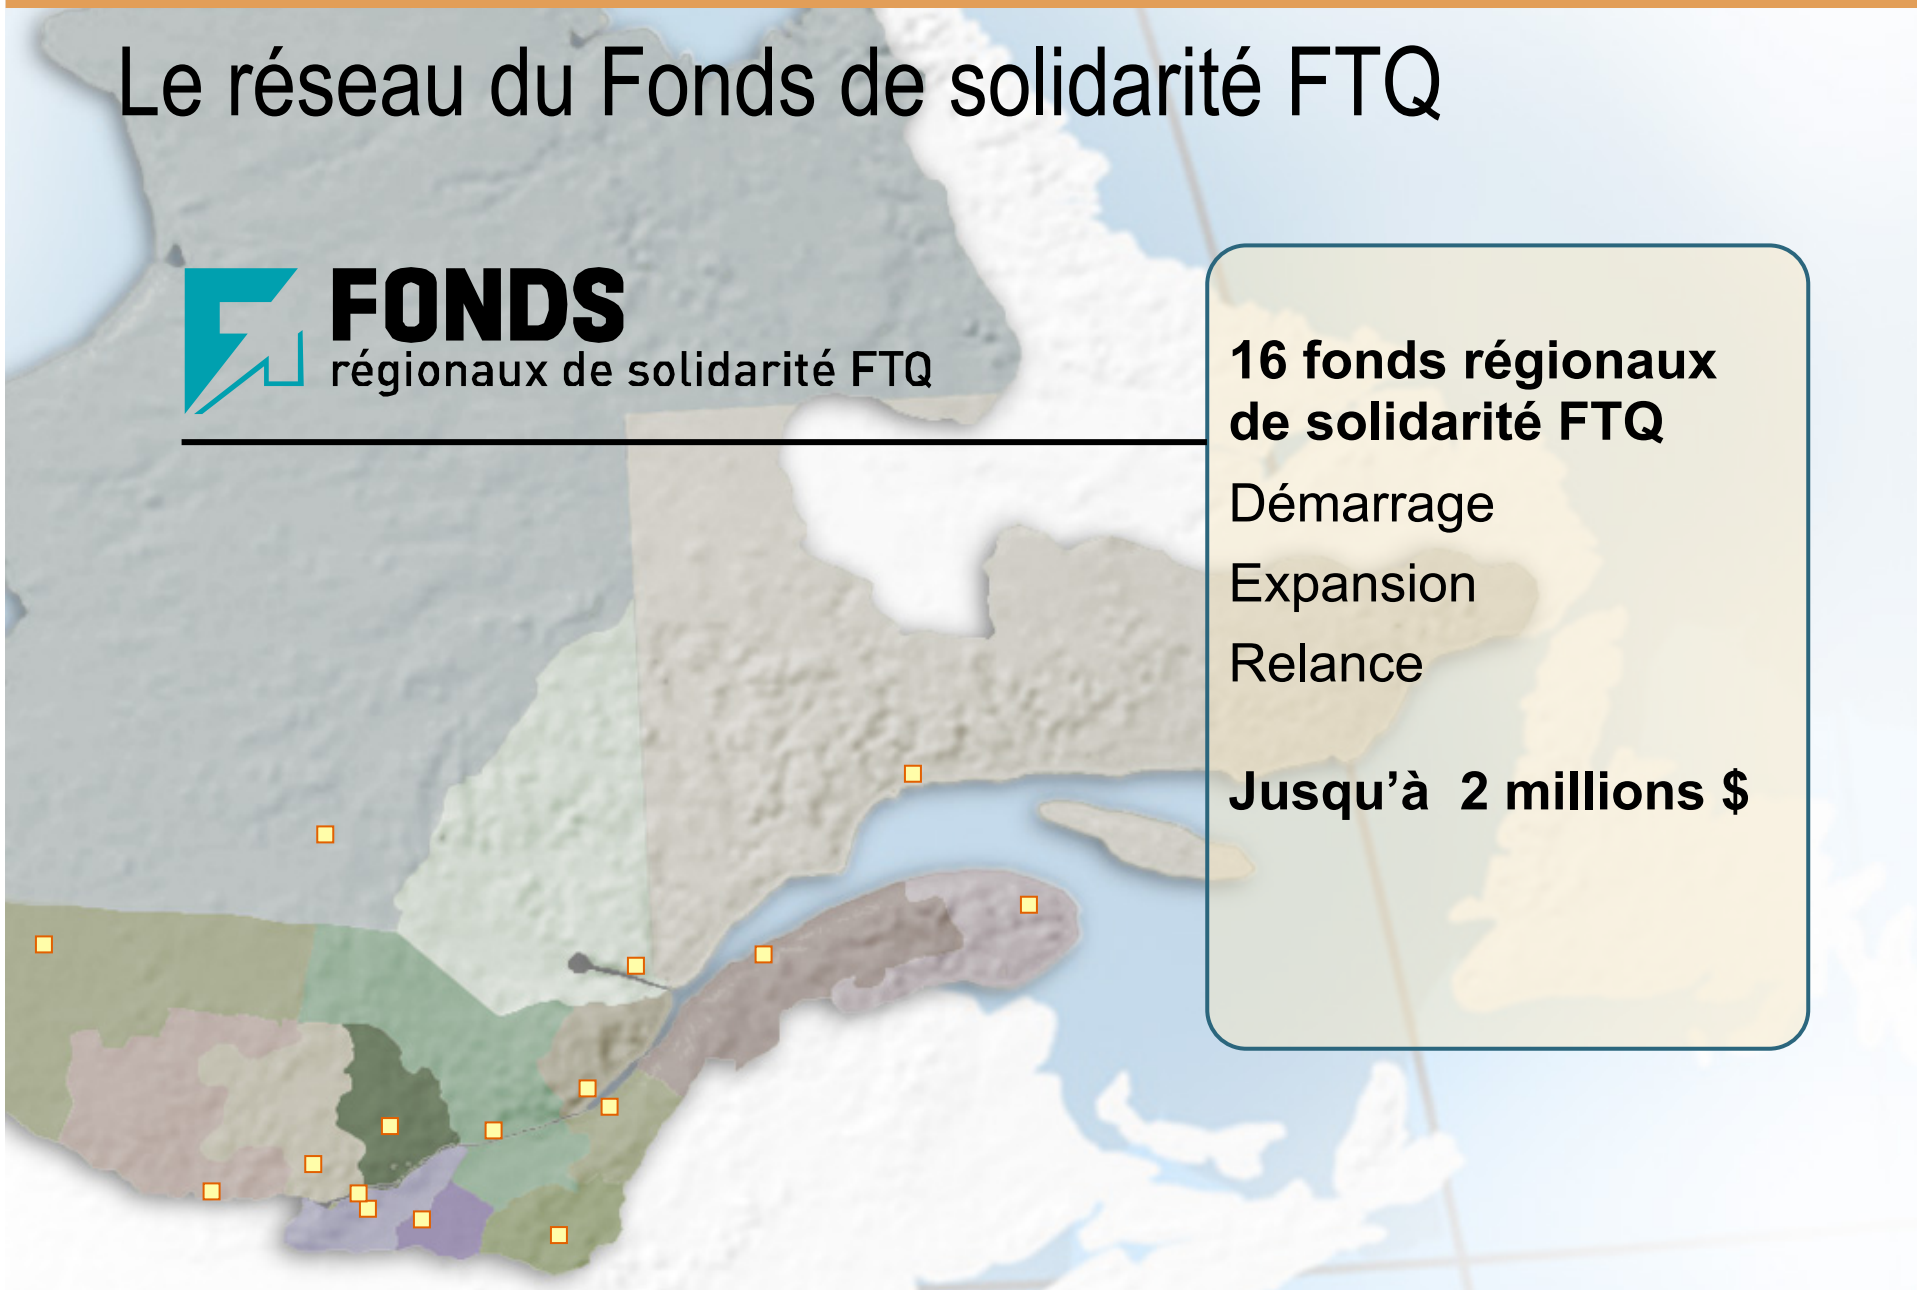 Le réseau du Fonds de solidarité FTQ
FONDS
régionaux de solidarité FTQ
16 fonds régionaux
de solidarité FTQ
Démarrage
Expansion
Relance
Jusqu’à  2 millions $